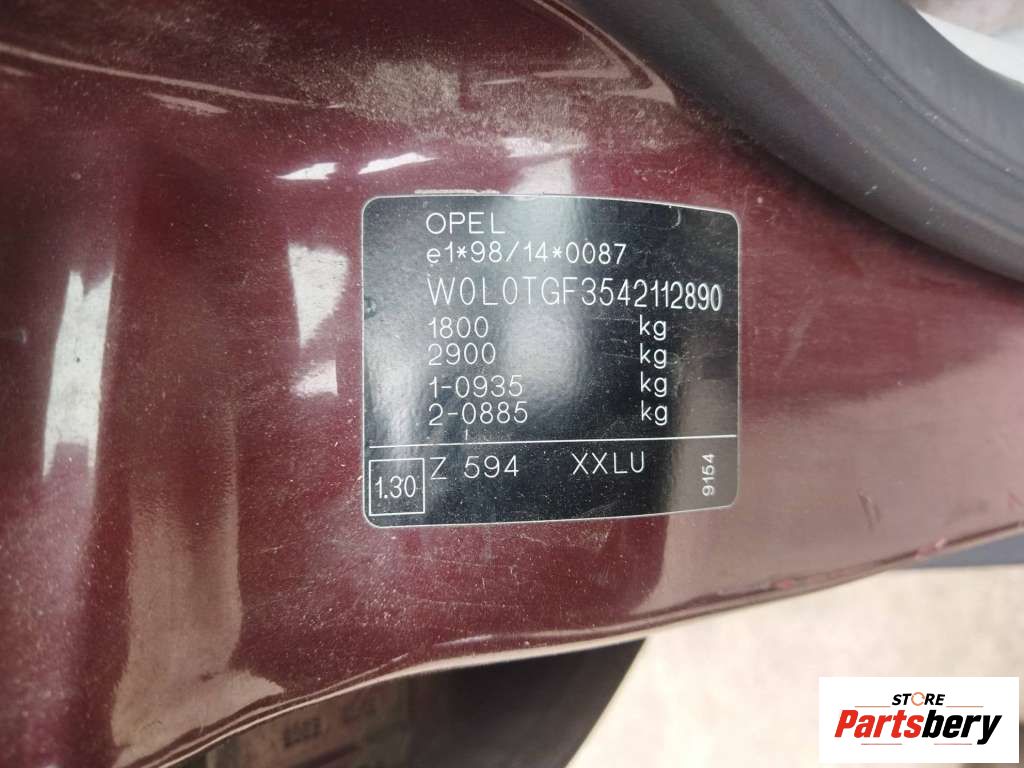 OPEL
e1*98/14*0087
W0L0TGF3542112890
1800 kg
2900 kg
1-0935 kg
2-0885 kg
1.30 Z 594 XXLU 9154
STORE
Partsbery